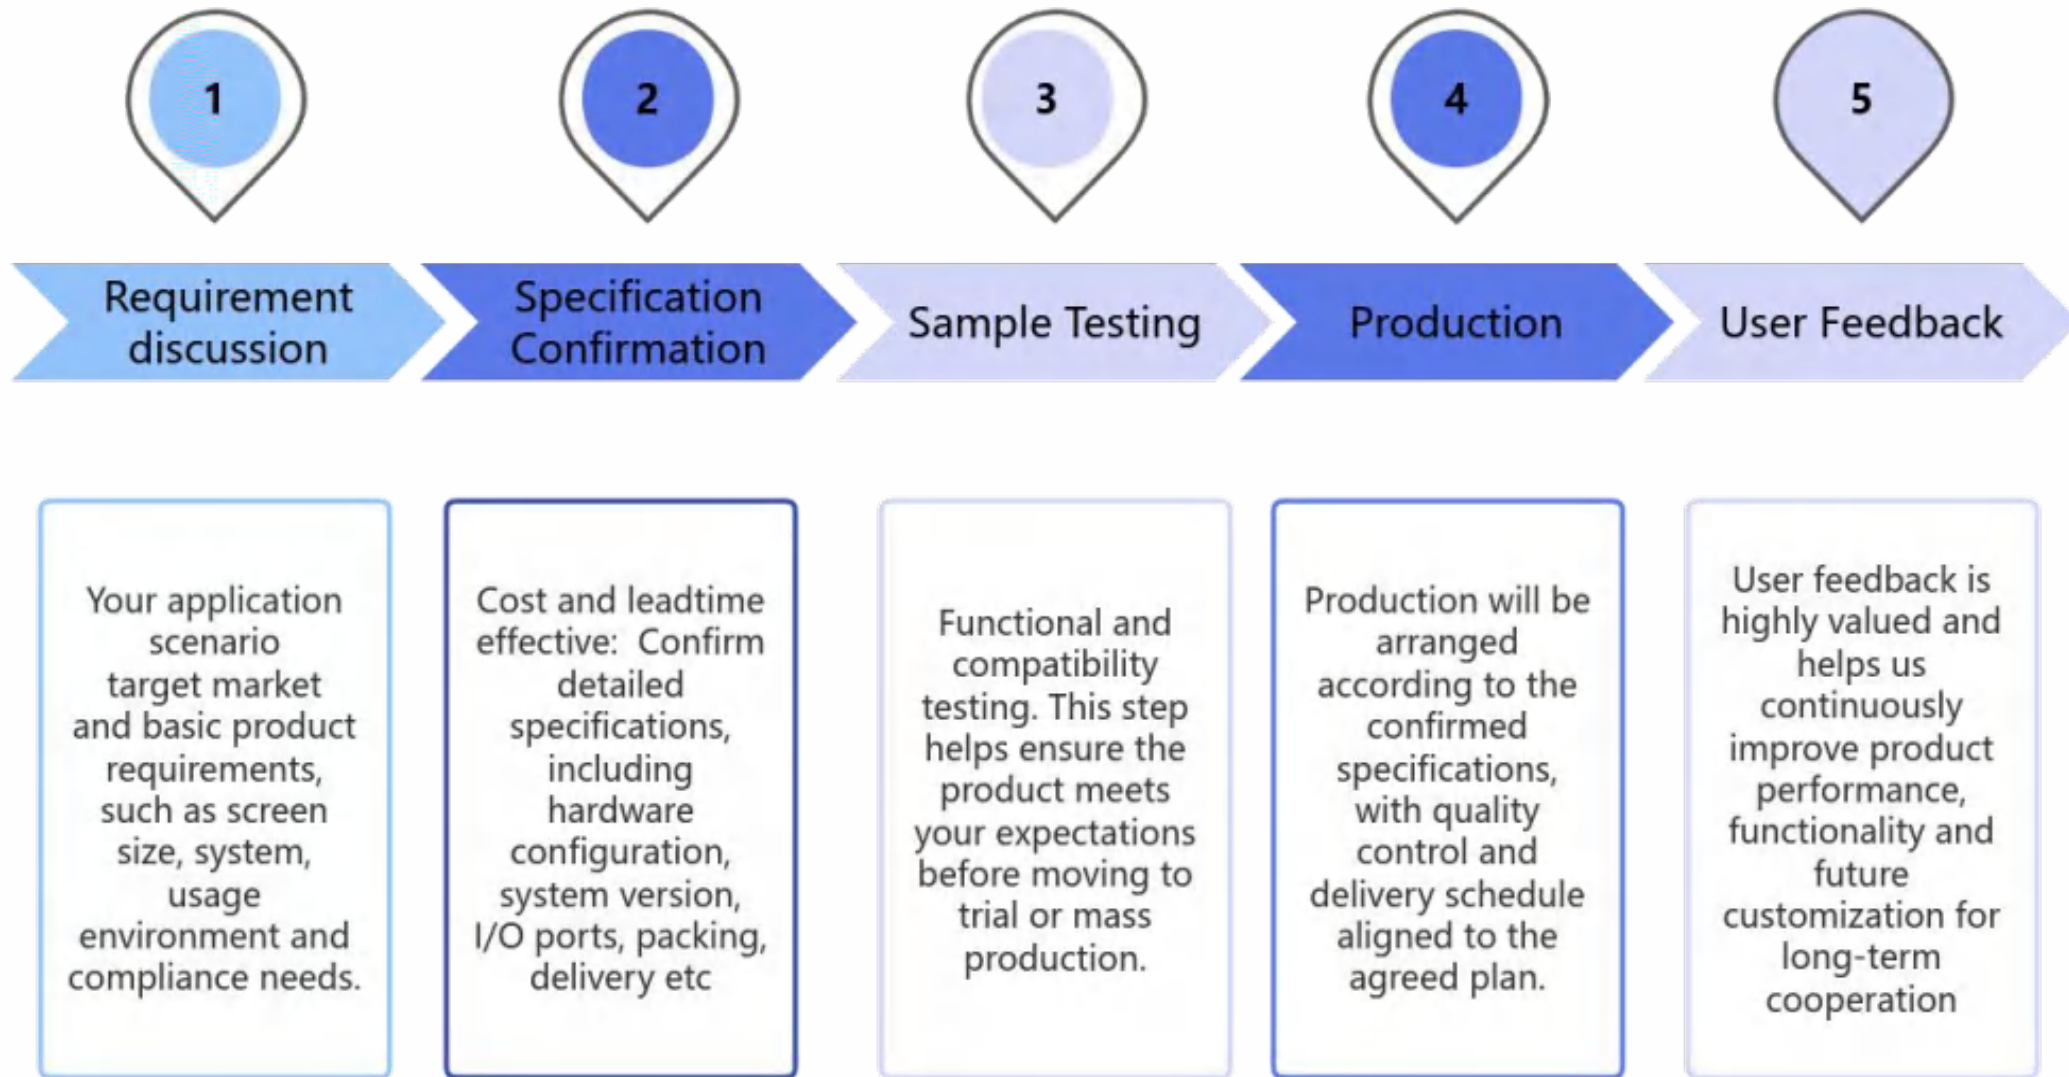 1
2
3
4
5
Requirement
discussion
Specification
Confirmation
Sample Testing
Production
User Feedback
Your application
scenario
target market
and basic product
requirements,
such as screen
size, system,
usage
environment and
compliance needs.
Cost and leadtime
effective:  Confirm
detailed
specifications,
including
hardware
configuration,
system version,
I/O ports, packing,
delivery etc
Functional and
compatibility
testing. This step
helps ensure the
product meets
your expectations
before moving to
trial or mass
production.
Production will be
arranged
according to the
confirmed
specifications,
with quality
control and
delivery schedule
aligned to the
agreed plan.
User feedback is
highly valued and
helps us
continuously
improve product
performance,
functionality and
future
customization for
long-term
cooperation